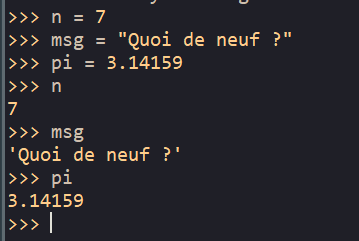 >>> n = 7
>>> msg = "Quoi de neuf ?"
>>> pi = 3.14159
>>> n
7
>>> msg
'Quoi de neuf ?'
>>> pi
3.14159
>>>